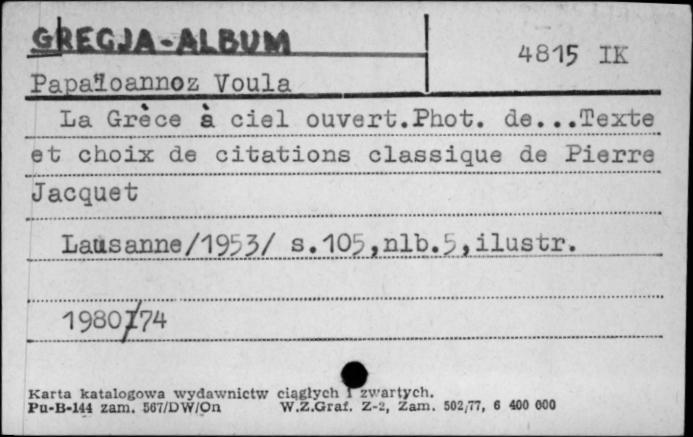 GRECJA-ALBUM
4815 IK
Papaïoannoz Voula
La Grèce à ciel ouvert.Phot. de...Texte
et choix de citations classique de Pierre
Jacquet
Lausanne/1953/ s.105,nlb.5,ilustr.
1980I/74
Karta katalogowa wydawnictw ciągłych i zwartych.
Pu-B-144 zam. 567/DW/On W.Z.Graf. Z-2, Zam. 502/77, 6 400 000